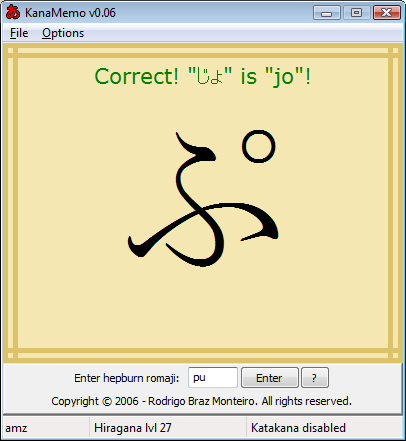 KanaMemo v0.06
File Options
Correct! "じょ" is "jo"!
ぷ
Enter hepburn romaji: pu Enter ?
Copyright © 2006 - Rodrigo Braz Monteiro. All rights reserved.
amz Hiragana lvl 27 Katakana disabled